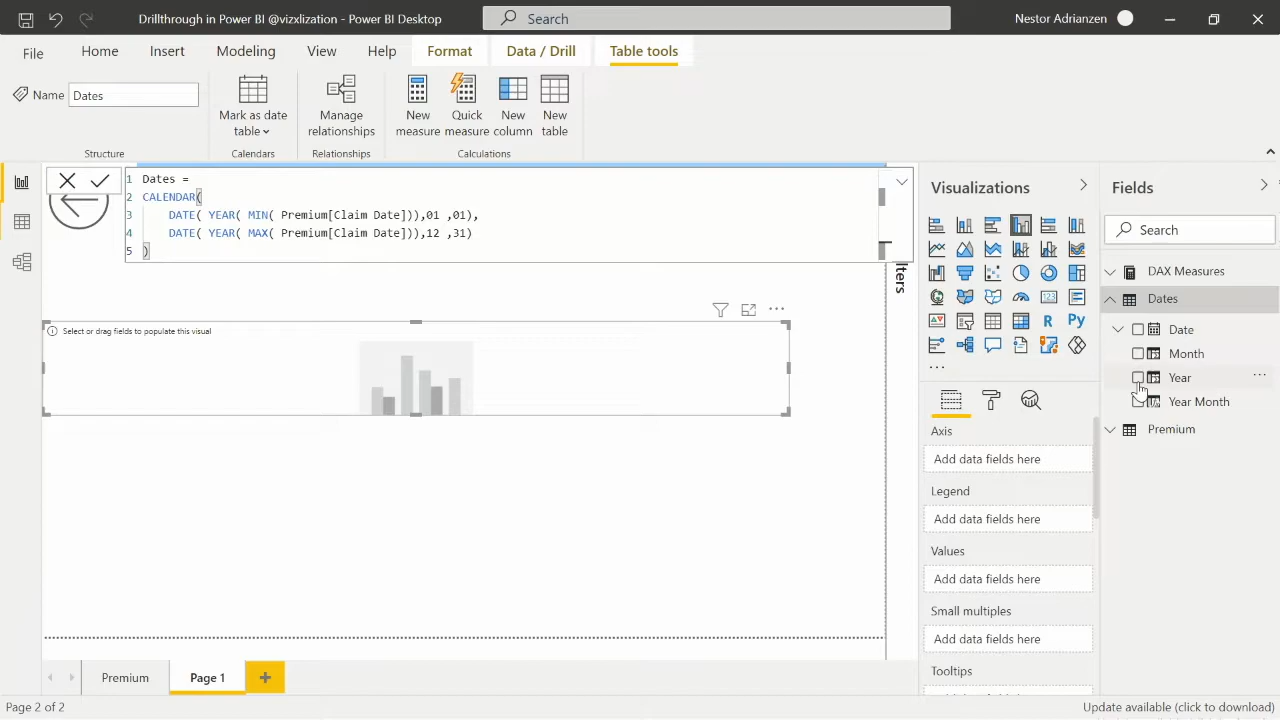 Drillthrough in Power BI @vizxlization - Power BI Desktop
Search
Nestor Adrianzen
File
Home
Insert
Modeling
View
Help
Format
Data / Drill
Table tools
Name
Dates
Mark as date
table
Manage
relationships
New
measure
Quick
measure
New
column
New
table
Structure
Calendars
Relationships
Calculations
1 Dates =
2 CALENDAR(
3 DATE( YEAR( MIN( Premium[Claim Date])),01 ,01),
4 DATE( YEAR( MAX( Premium[Claim Date])),12 ,31)
5 )
lters
Select or drag fields to populate this visual
Visualizations
R
Py
123
Axis
Add data fields here
Legend
Add data fields here
Values
Add data fields here
Small multiples
Add data fields here
Tooltips
Fields
Search
DAX Measures
Dates
Date
Month
Year
Year Month
Premium
Premium
Page 1
Page 2 of 2
Update available (click to download)